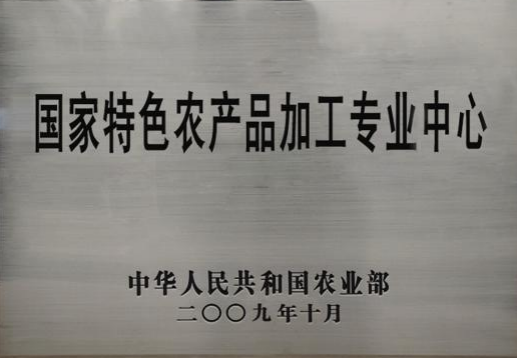 国家特色农产品加工专业中心
中华人民共和国农业部
二〇〇九年十月